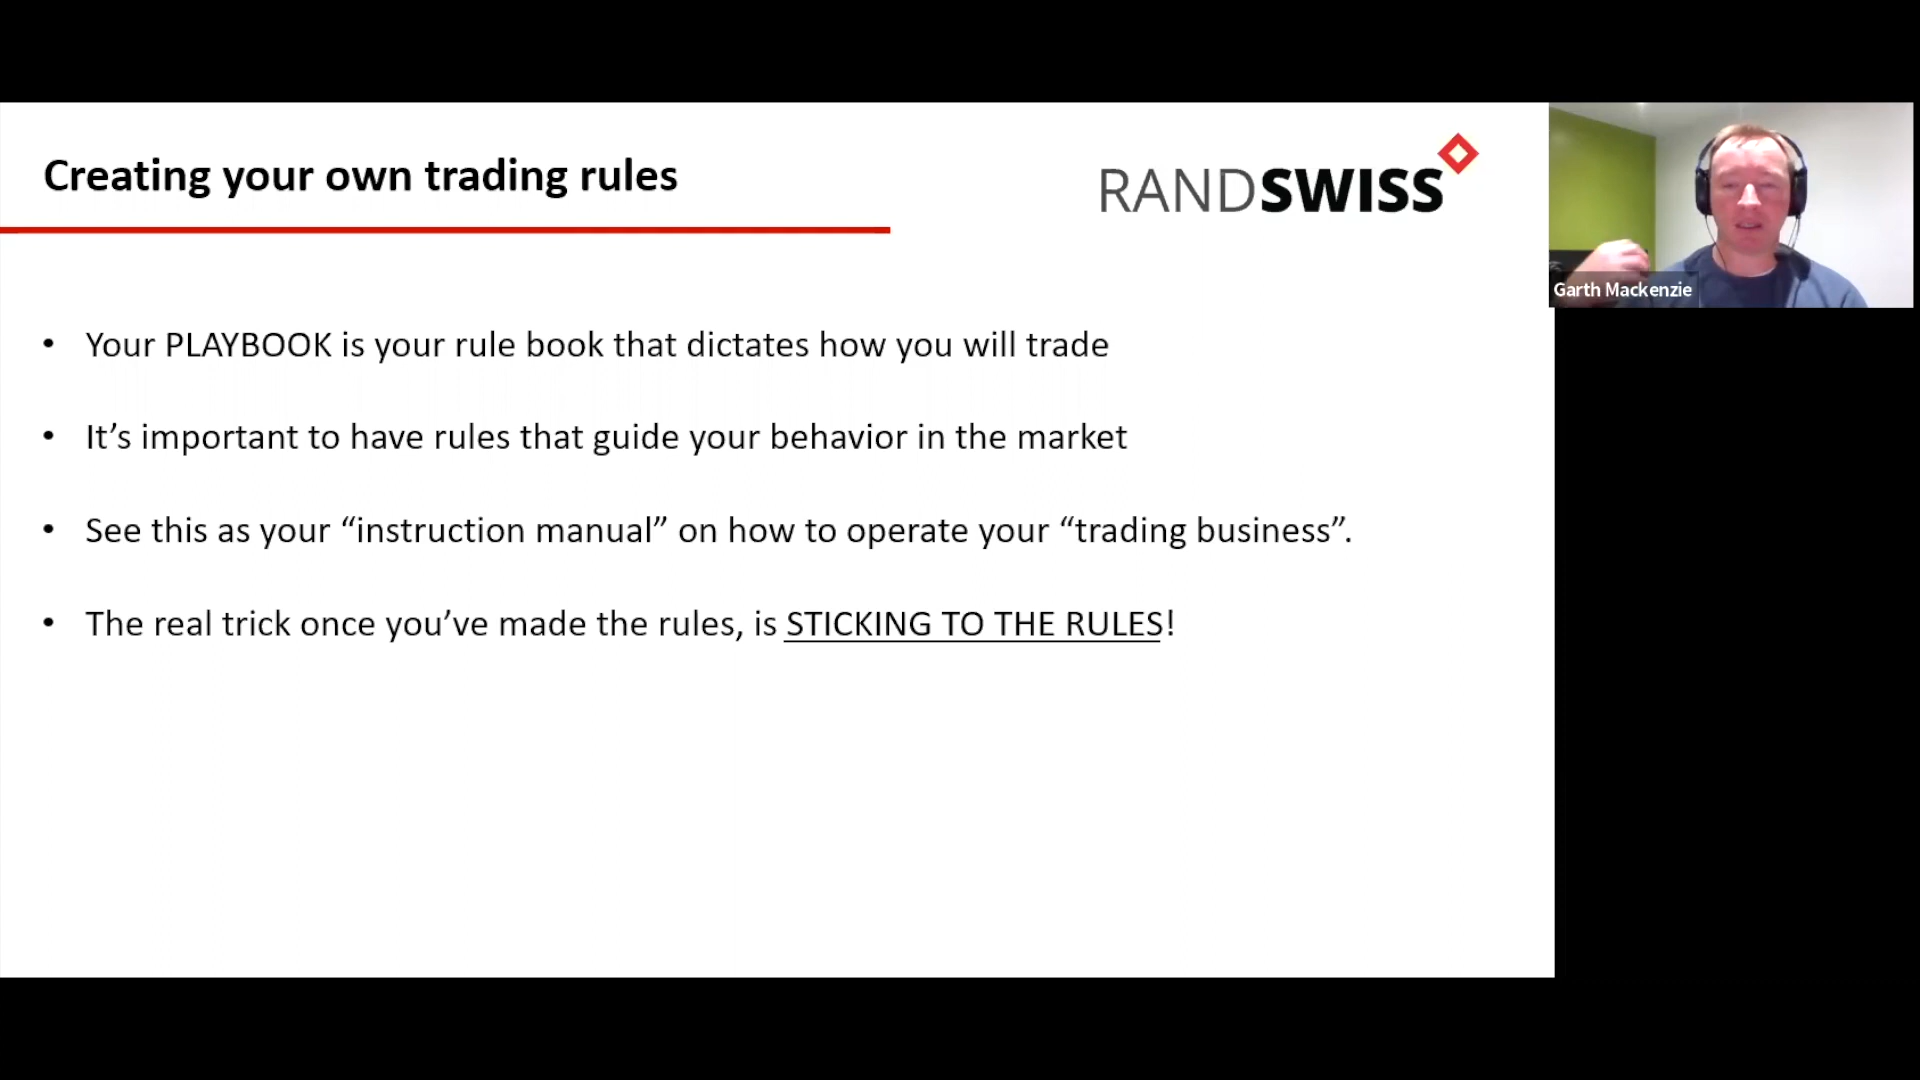 Creating your own trading rules
RANDSWISS
Garth Mackenzie
• Your PLAYBOOK is your rule book that dictates how you will trade
• It’s important to have rules that guide your behavior in the market
• See this as your “instruction manual” on how to operate your “trading business”.
• The real trick once you’ve made the rules, is STICKING TO THE RULES!